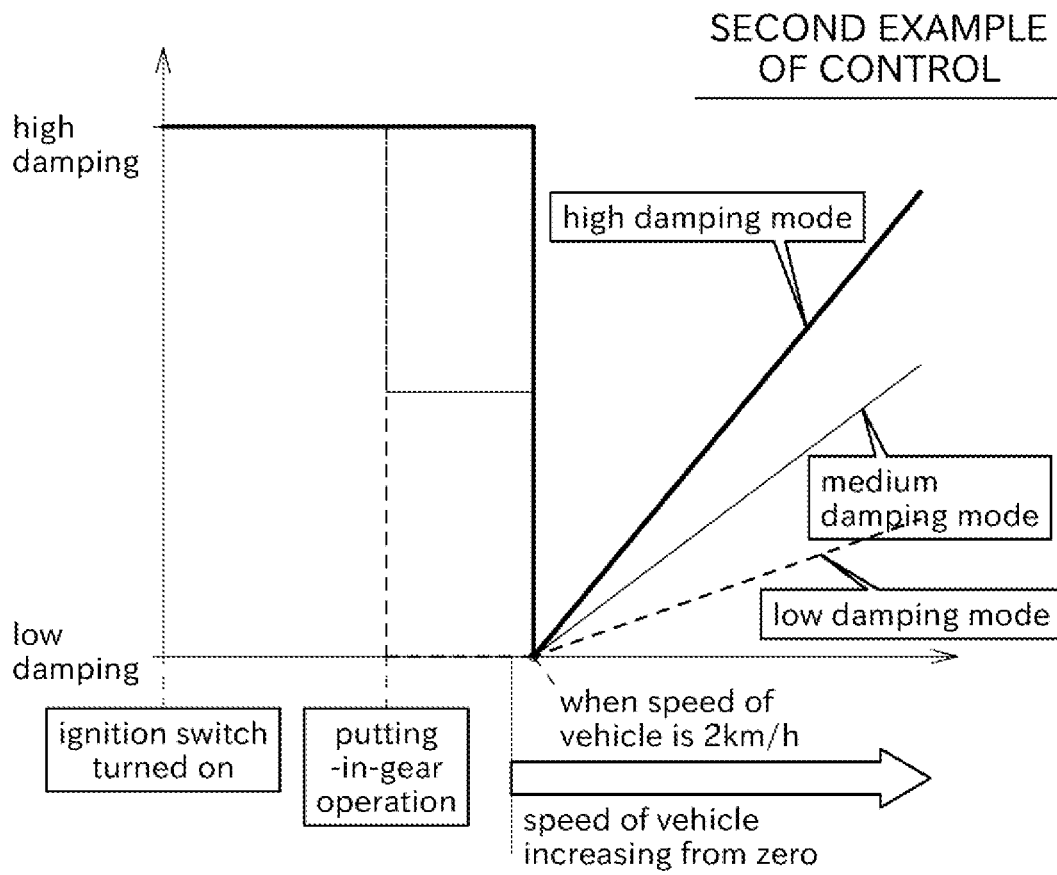 SECOND EXAMPLE
OF CONTROL
high
damping
high damping mode
medium
damping mode
low damping mode
low
damping
ignition switch
turned on
putting
-in-gear
operation
when speed of
vehicle is 2km/h
speed of vehicle
increasing from zero